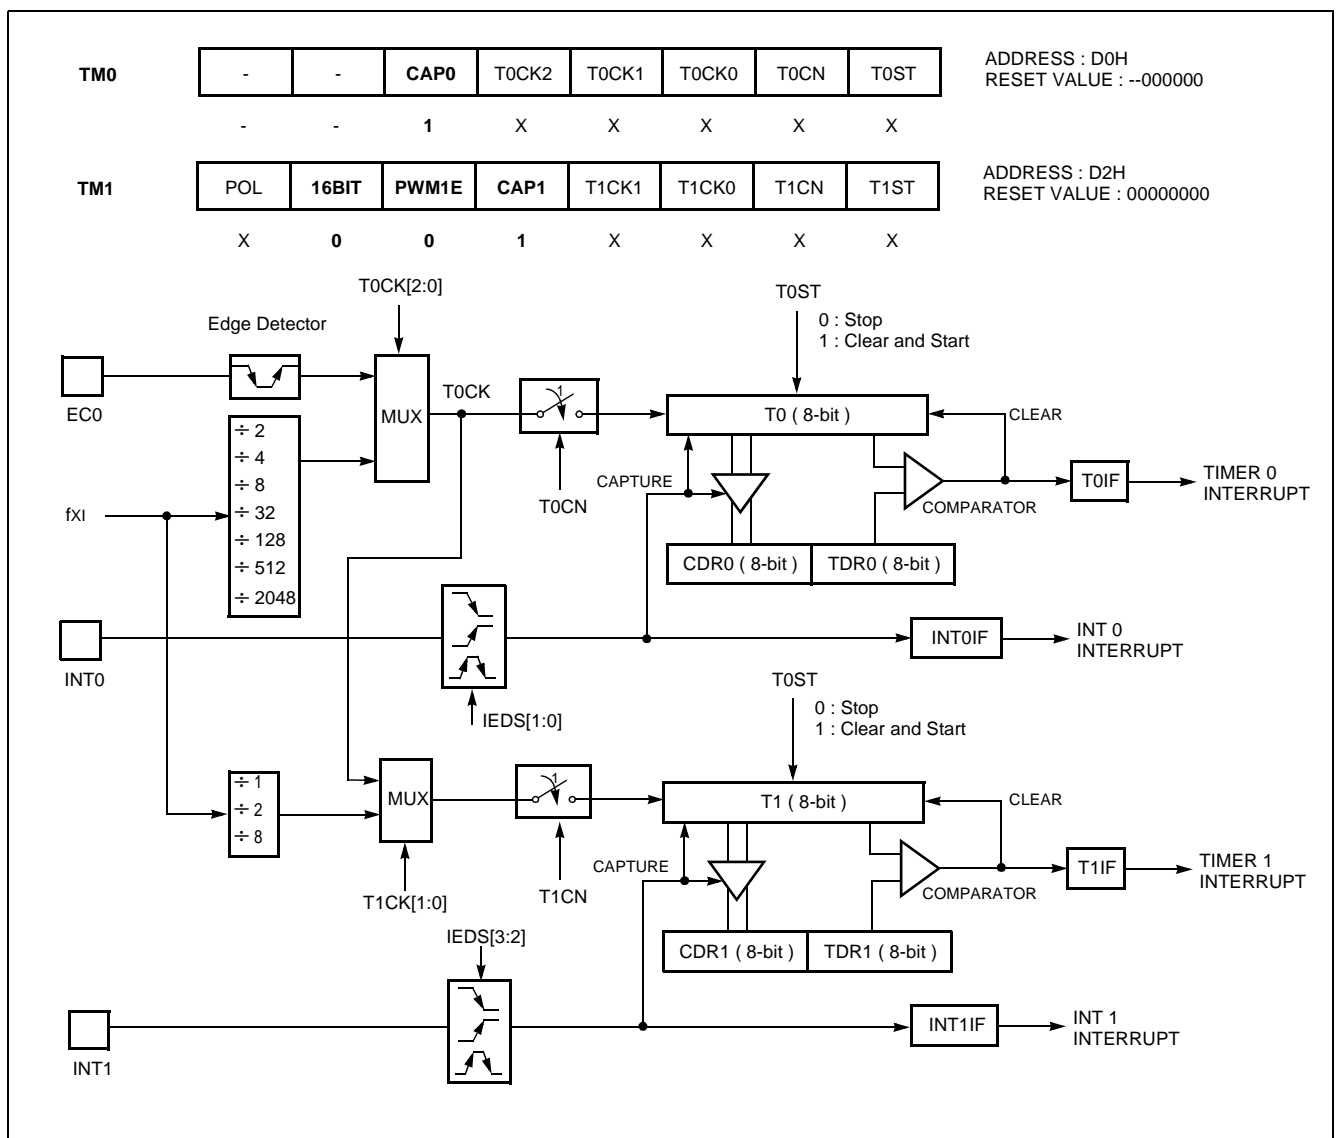 TM0 - - CAP0 T0CK2 T0CK1 T0CK0 T0CN T0ST
ADDRESS : D0H
RESET VALUE : --000000
- - 1 X X X X X
TM1 POL 16BIT PWM1E CAP1 T1CK1 T1CK0 T1CN T1ST
ADDRESS : D2H
RESET VALUE : 00000000
X 0 0 1 X X X X
T0CK[2:0]
T0ST
0 : Stop
1 : Clear and Start
Edge Detector
EC0
MUX
T0CK
1
T0CN
T0 ( 8-bit )
CLEAR
÷ 2
÷ 4
÷ 8
÷ 32
÷ 128
÷ 512
÷ 2048
fXI
CAPTURE
COMPARATOR
T0IF
TIMER 0
INTERRUPT
CDR0 ( 8-bit )
TDR0 ( 8-bit )
INT0
IEDS[1:0]
INT0IF
INT 0
INTERRUPT
T0ST
0 : Stop
1 : Clear and Start
÷ 1
÷ 2
÷ 8
MUX
T1CK[1:0]
1
T1CN
T1 ( 8-bit )
CLEAR
CAPTURE
COMPARATOR
T1IF
TIMER 1
INTERRUPT
CDR1 ( 8-bit )
TDR1 ( 8-bit )
IEDS[3:2]
INT1
INT1IF
INT 1
INTERRUPT